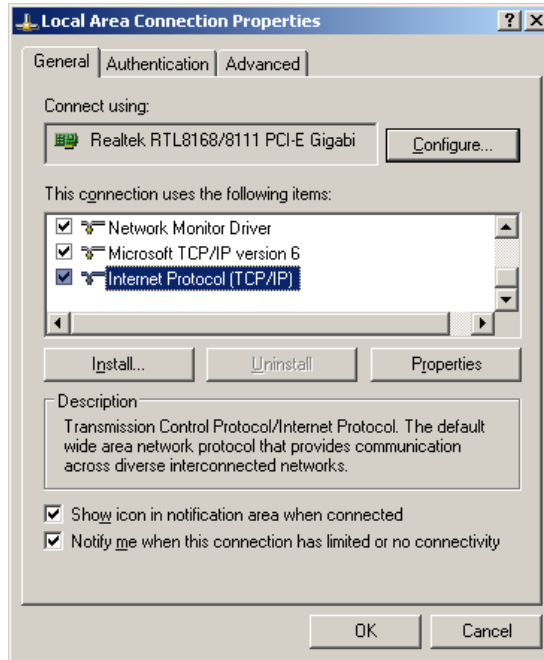 Local Area Connection Properties
General Authentication Advanced
Connect using:
Realtek RTL8168/8111 PCI-E Gigabi Configure...
This connection uses the following items:
Network Monitor Driver
Microsoft TCP/IP version 6
Internet Protocol (TCP/IP)
Install... Uninstall Properties
Description
Transmission Control Protocol/Internet Protocol. The default
wide area network protocol that provides communication
across diverse interconnected networks.
Show icon in notification area when connected
Notify me when this connection has limited or no connectivity
OK Cancel